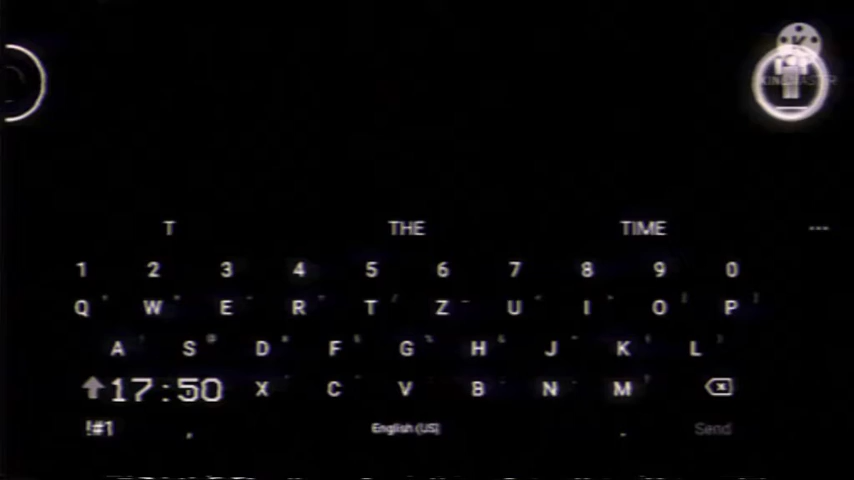 T THE TIME ...
1 2 3 4 5 6 7 8 9 0
Q W E R T Z U I O P
A S D F G H J K L
17:50 X C V B N M
!#1 , English (US) . Send